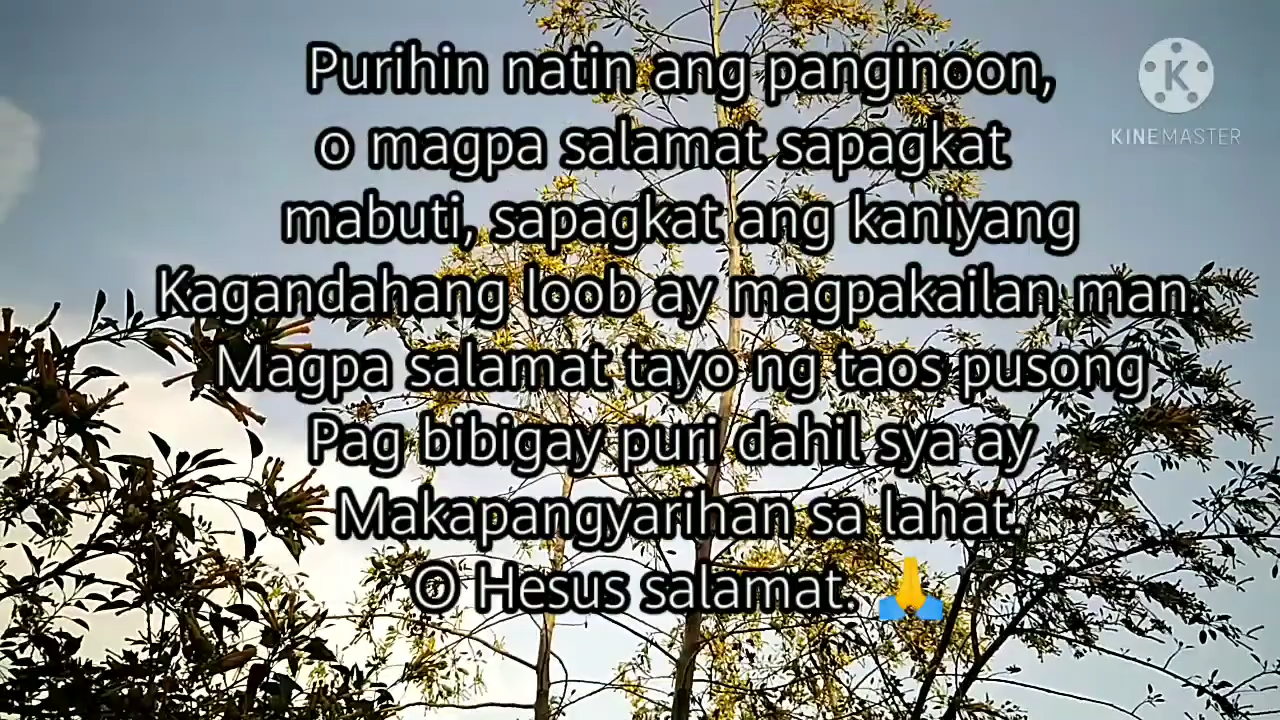 Purihin natin ang panginoon,
o magpa salamat sapagkat
mabuti, sapagkat ang kaniyang
Kagandahang loob ay magpakailan man.
Magpa salamat tayo ng taos pusong
Pag bibigay puri dahil sya ay
Makapangyarihan sa lahat.
O Hesus salamat. 🙏
K
KINEMASTER